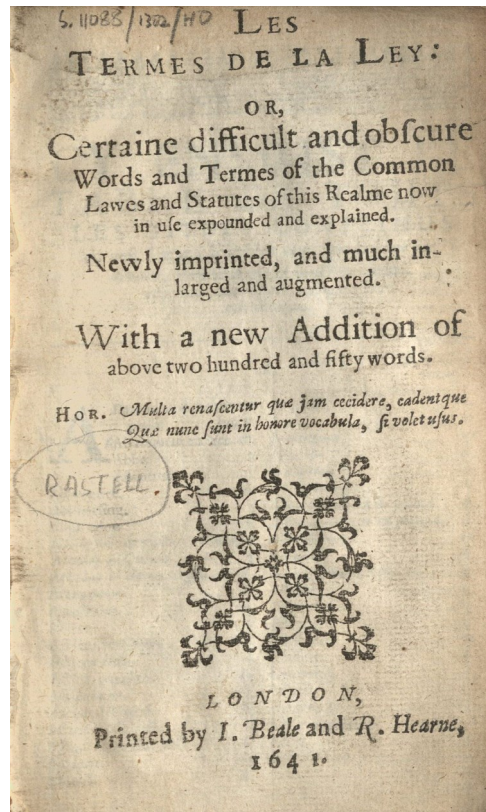 5.11088/1302/HO
LES
TERMES DE LA LEY:
OR,
Certaine difficult and obſcure
Words and Termes of the Common
Lawes and Statutes of this Realme now
in uſe expounded and explained.
Newly imprinted, and much in-
larged and augmented.
With a new Addition of
above two hundred and fifty words.
HOR. Multa renaſcentur quæ jam cecidere, cadentque
Quæ nunc ſunt in honore vocabula, ſi volet uſus.
RASTELL.
LONDON,
Printed by I. Beale and R. Hearne,
1641.